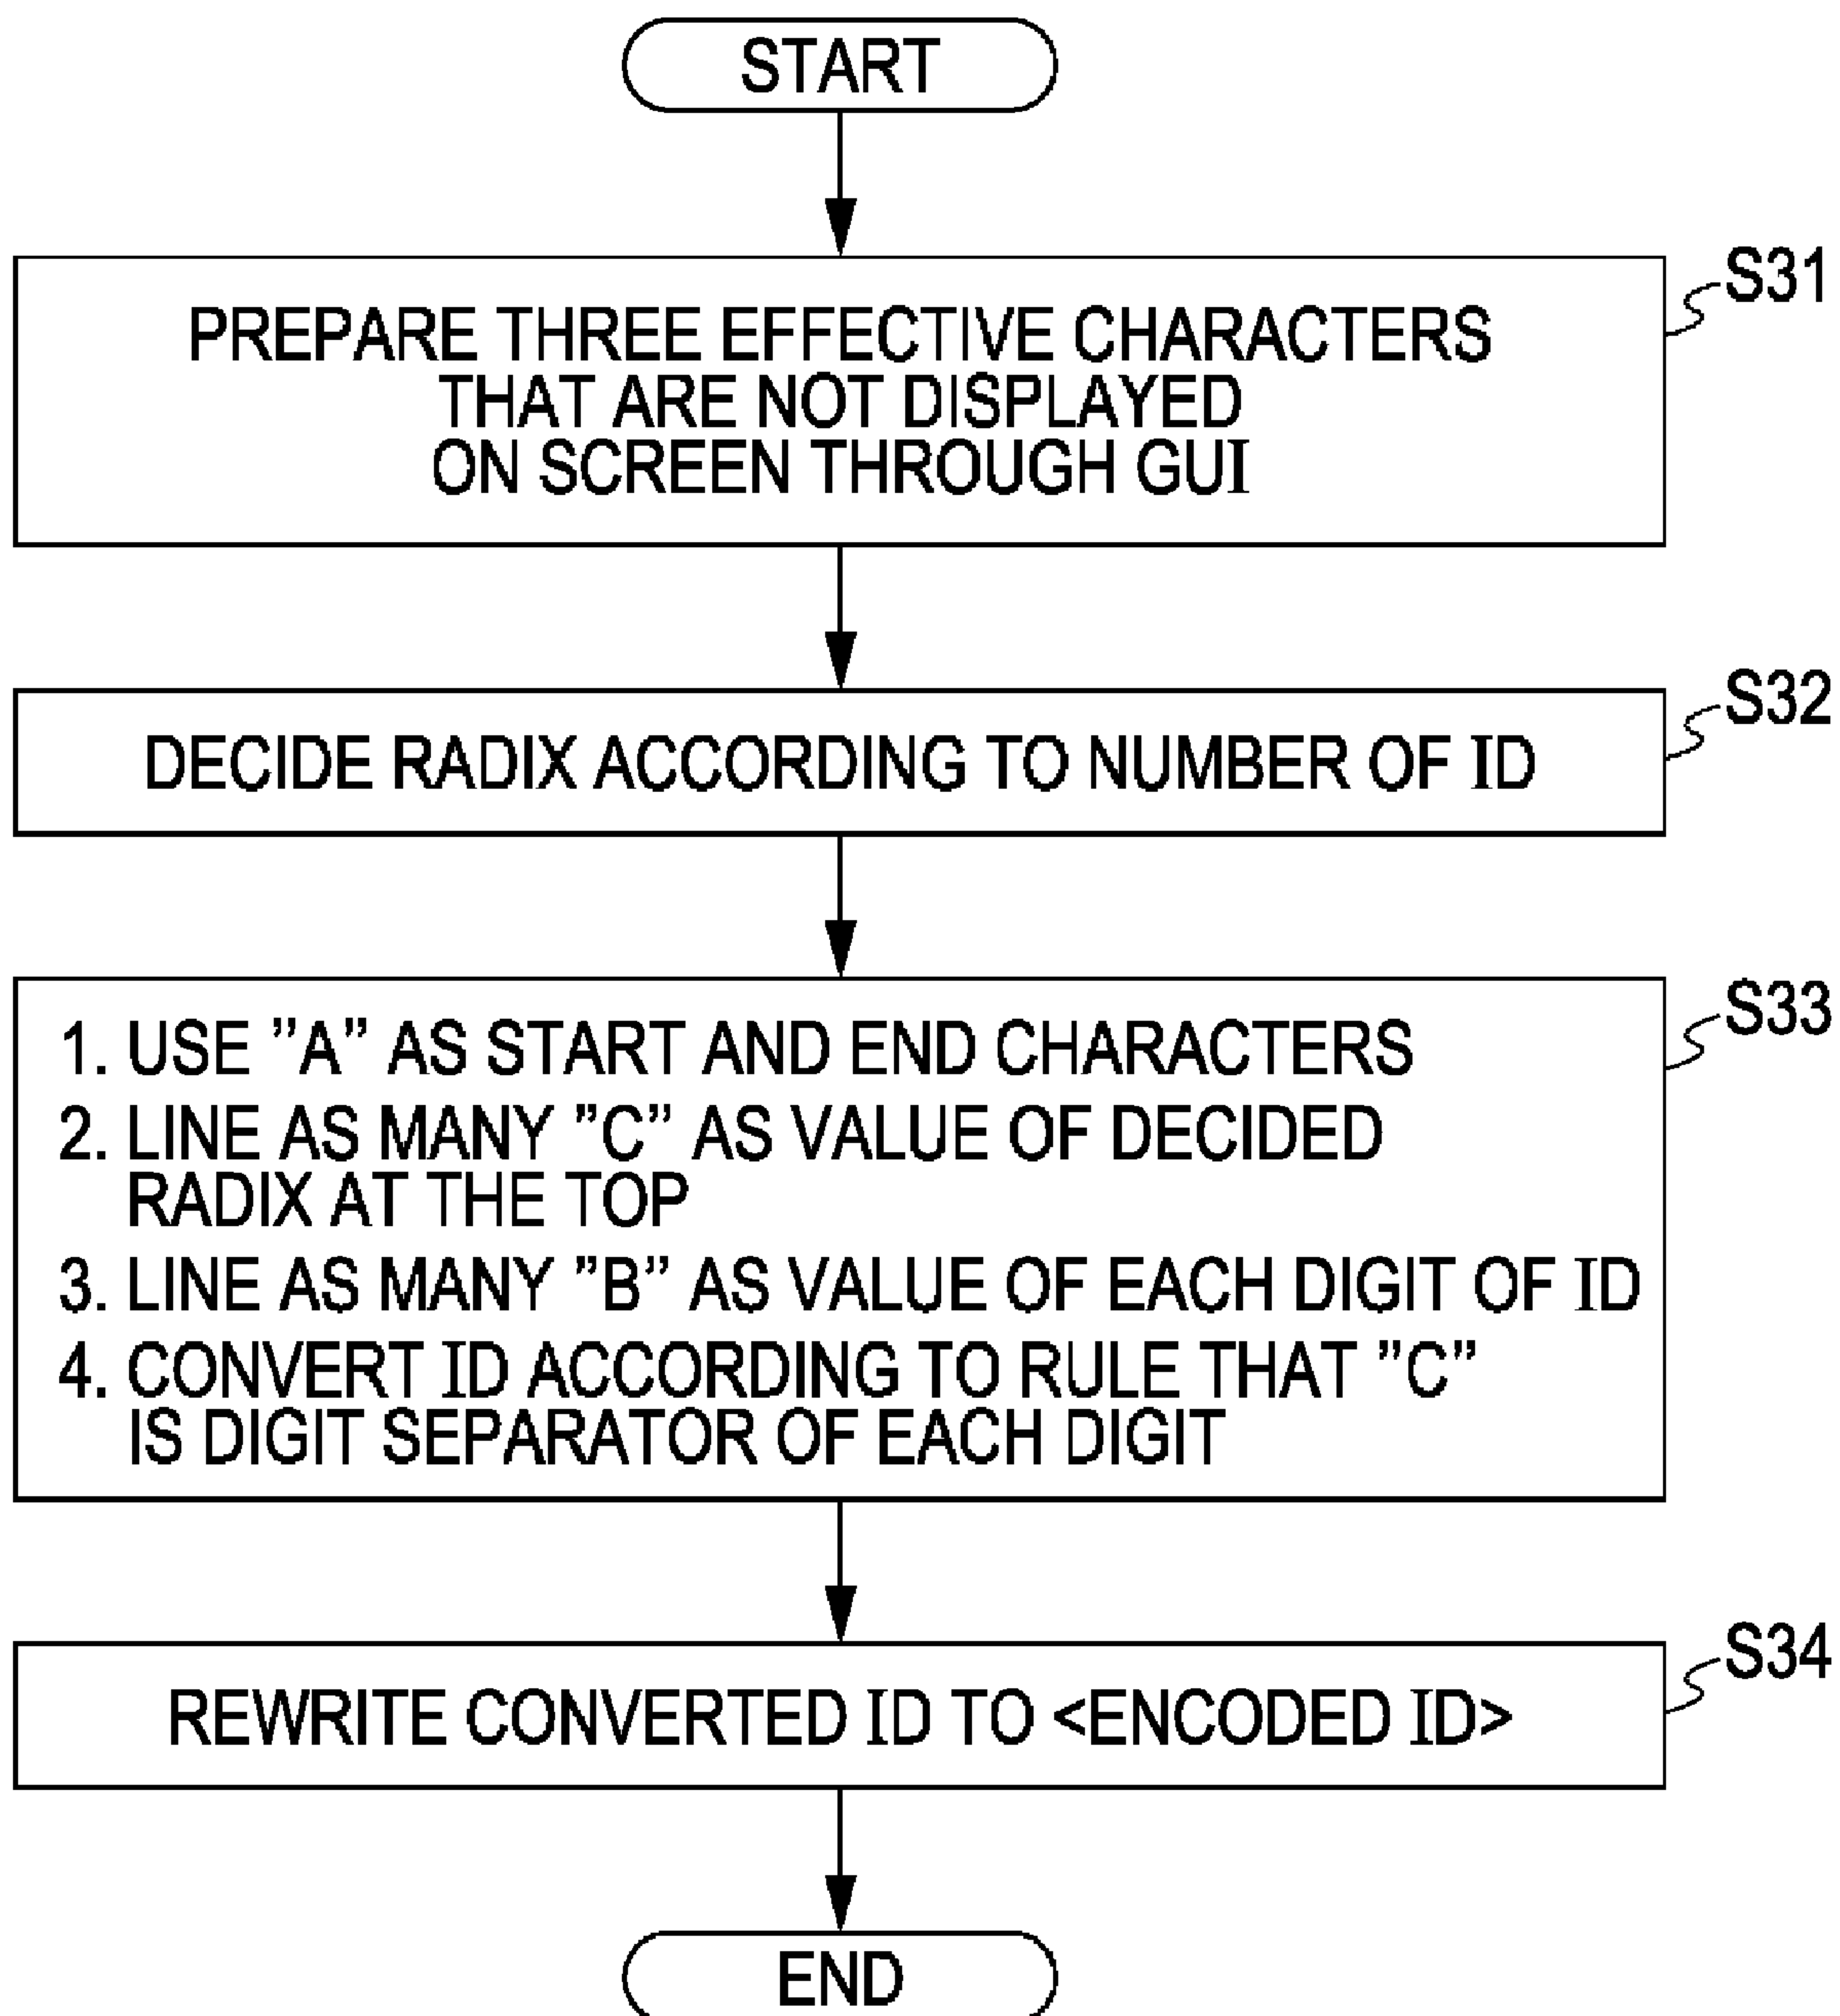 START
S31
PREPARE THREE EFFECTIVE CHARACTERS
THAT ARE NOT DISPLAYED
ON SCREEN THROUGH GUI
S32
DECIDE RADIX ACCORDING TO NUMBER OF ID
S33
1. USE ”A” AS START AND END CHARACTERS
2. LINE AS MANY ”C” AS VALUE OF DECIDED
RADIX AT THE TOP
3. LINE AS MANY ”B” AS VALUE OF EACH DIGIT OF ID
4. CONVERT ID ACCORDING TO RULE THAT ”C”
IS DIGIT SEPARATOR OF EACH DIGIT
S34
REWRITE CONVERTED ID TO <ENCODED ID>
END